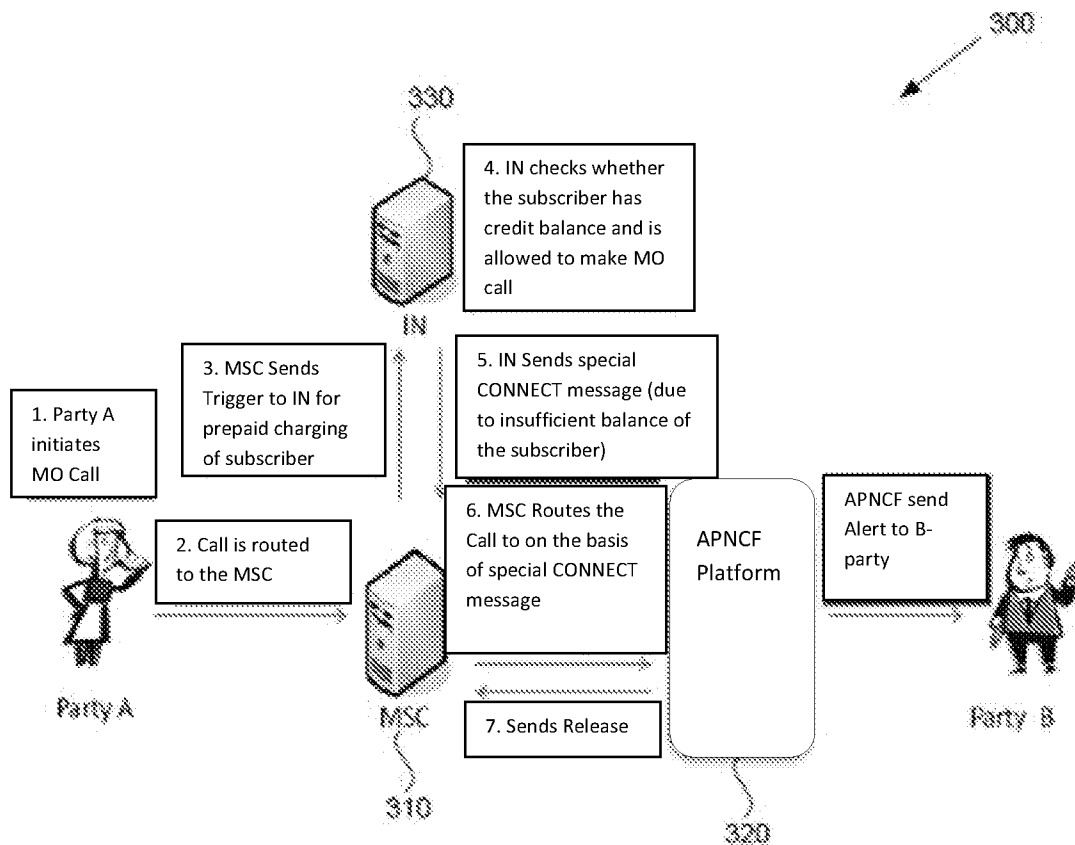 300
330
4. IN checks whether
the subscriber has
credit balance and is
allowed to make MO
call
IN
3. MSC Sends
Trigger to IN for
prepaid charging
of subscriber
5. IN Sends special
CONNECT message (due
to insufficient balance of
the subscriber)
1. Party A
initiates
MO Call
2. Call is routed
to the MSC
6. MSC Routes the
Call to on the basis
of special CONNECT
message
APNCF
Platform
APNCF send
Alert to B-
party
Party A
MSC
7. Sends Release
Party B
310
320